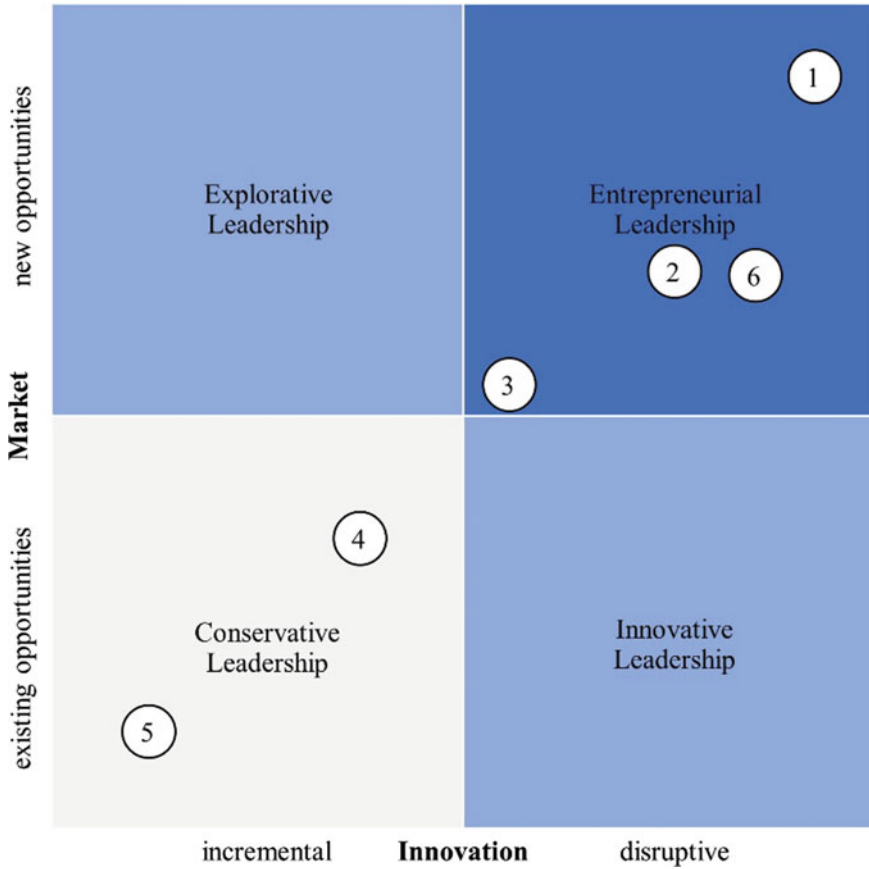 new opportunities
1
Explorative
Leadership
Entrepreneurial
Leadership
2
6
3
Market
existing opportunities
4
Conservative
Leadership
Innovative
Leadership
5
incremental
Innovation
disruptive